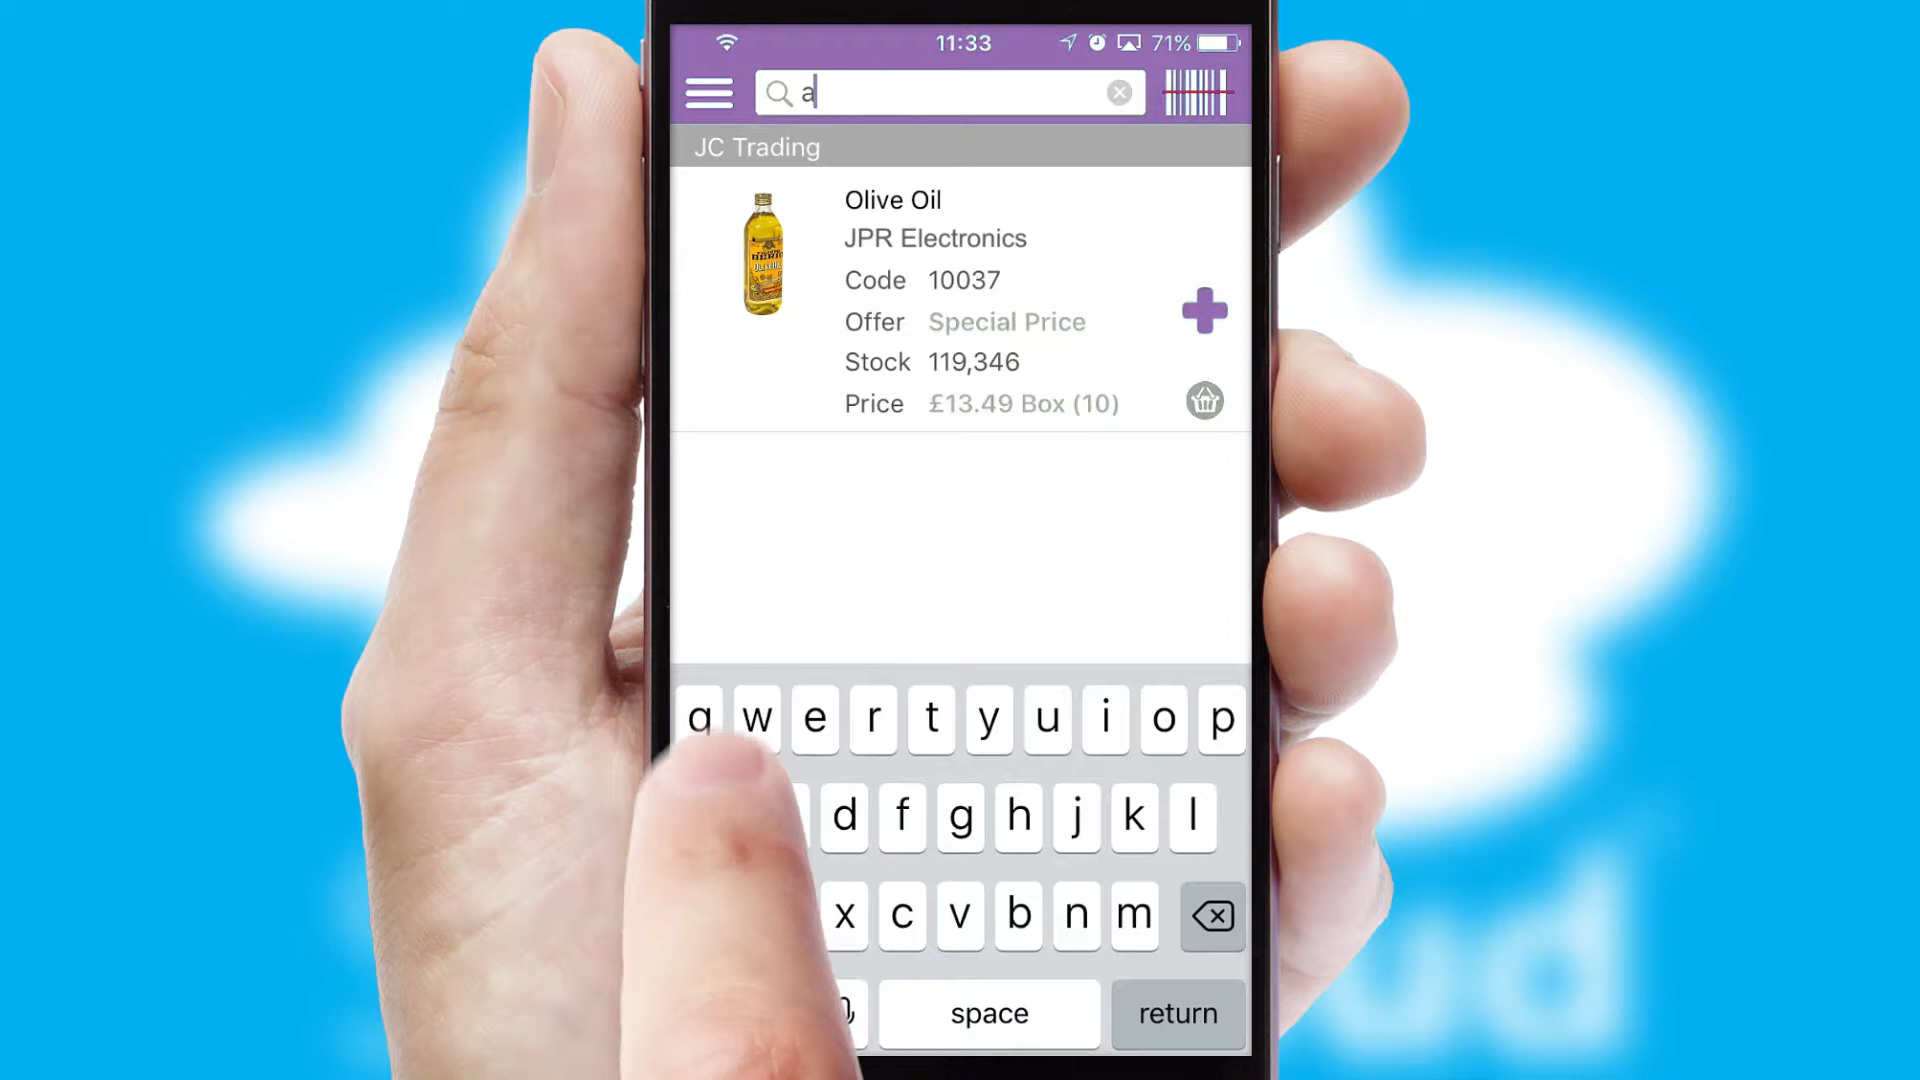 11:33
71%
a
JC Trading
Olive Oil
JPR Electronics
Code 10037
Offer Special Price
Stock 119,346
Price £13.49 Box (10)
q w e r t y u i o p
d f g h j k l
x c v b n m
space return
ud